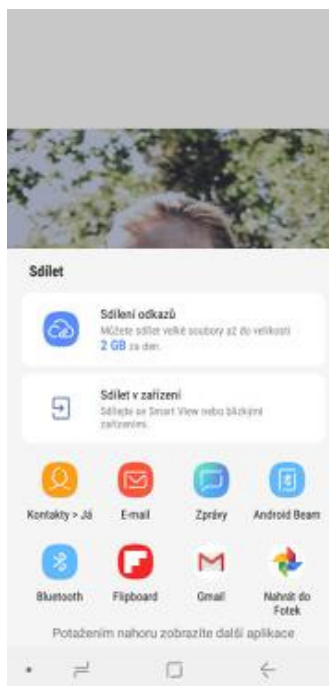 Sdílet
Sdílení odkazů
Můžete sdílet velké soubory až do velikosti
2 GB za den.
Sdílet v zařízení
Sdílejte se Smart View nebo blízkými
zařízeními.
Kontakty > Já E-mail Zprávy Android Beam
Bluetooth Flipboard Gmail Nahrát do
Fotek
Potažením nahoru zobrazíte další aplikace